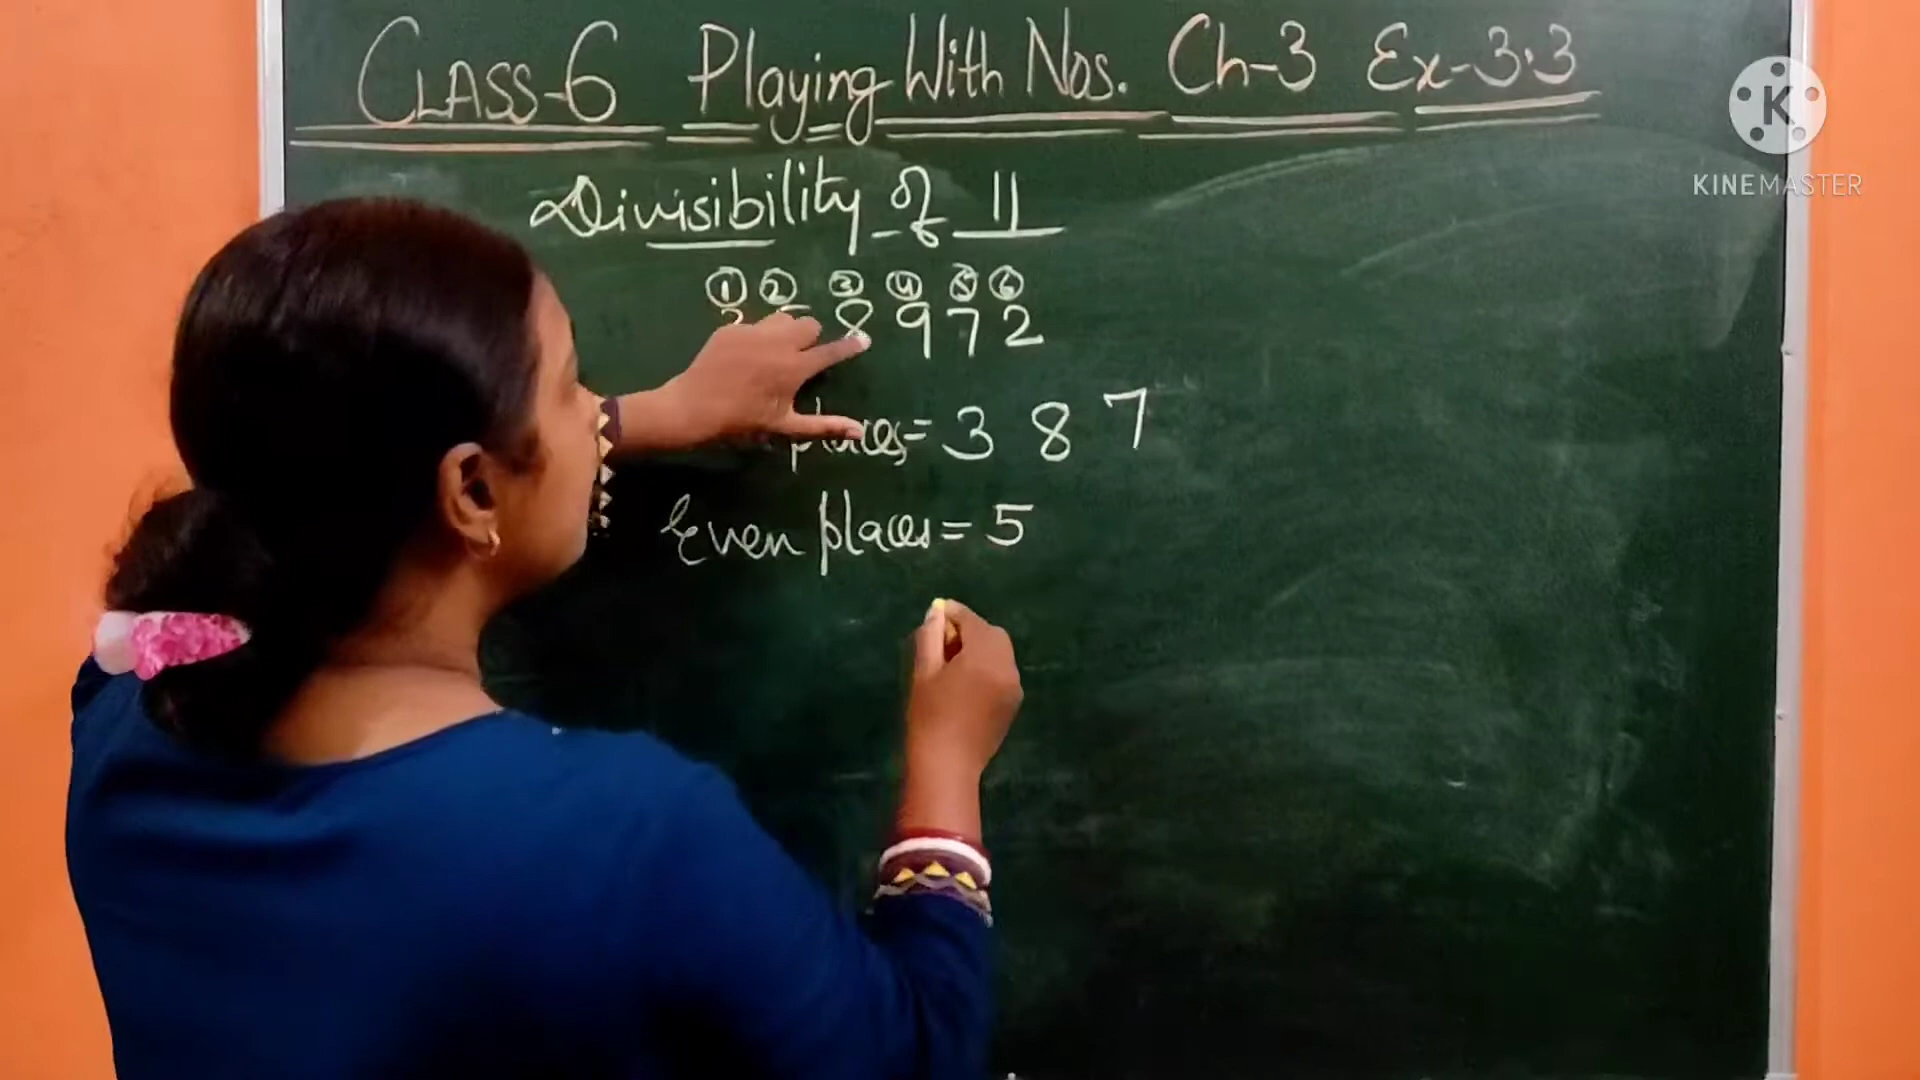 CLASS-6 Playing With Nos. Ch-3 Ex-3.3
KINEMASTER
Divisibility of 11
① ② ③ ④ ⑤ ⑥
8 9 7 2
places = 3 8 7
Even places = 5